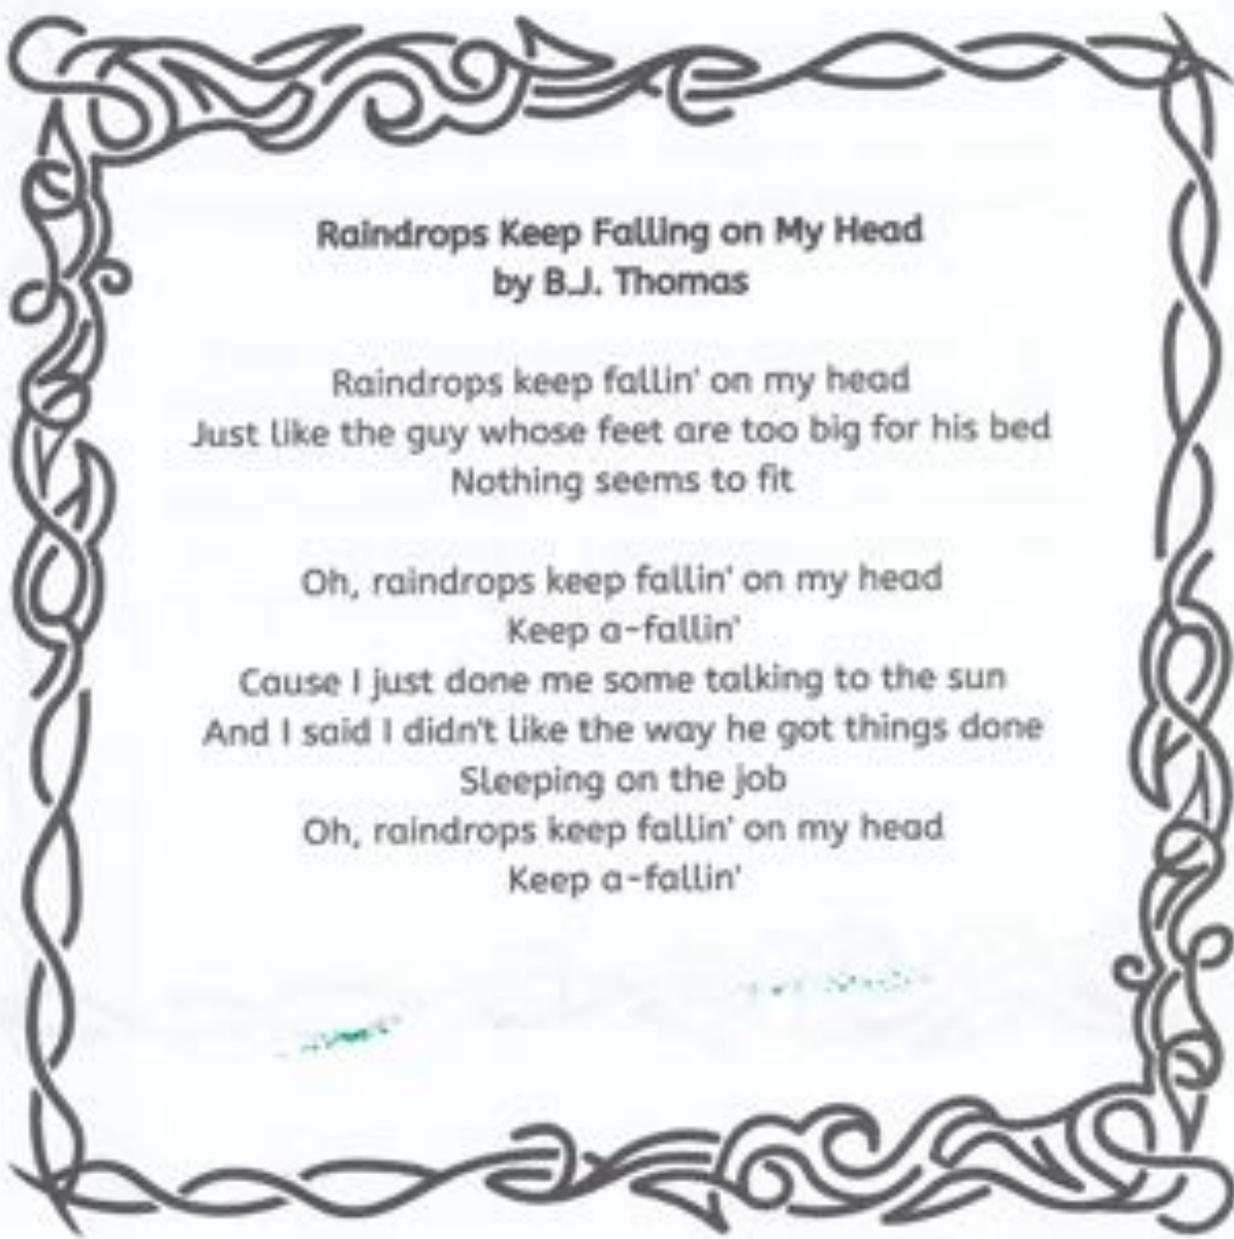 Raindrops Keep Falling on My Head
by B.J. Thomas
Raindrops keep fallin' on my head
Just like the guy whose feet are too big for his bed
Nothing seems to fit
Oh, raindrops keep fallin' on my head
Keep a-fallin'
Cause I just done me some talking to the sun
And I said I didn't like the way he got things done
Sleeping on the job
Oh, raindrops keep fallin' on my head
Keep a-fallin'